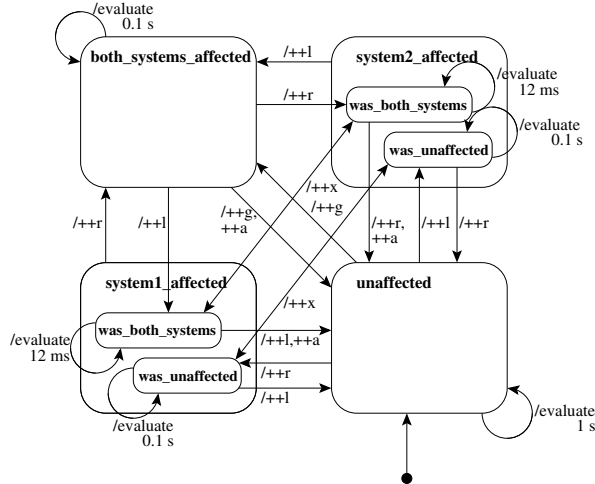 /evaluate
0.1 s
both_systems_affected
/++l
system2_affected
/evaluate
12 ms
/++r
was_both_systems
/evaluate
0.1 s
was_unaffected
/++x
/++g
/++r
/++l
/++g,
++a
/++r,
++a
/++l
/++r
system1_affected
unaffected
/++x
was_both_systems
/evaluate
12 ms
/++l,++a
/++r
was_unaffected
/++l
/evaluate
0.1 s
/evaluate
1 s